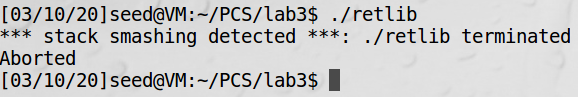 [03/10/20]seed@VM:~/PCS/lab3$ ./retlib
*** stack smashing detected ***: ./retlib terminated
Aborted
[03/10/20]seed@VM:~/PCS/lab3$